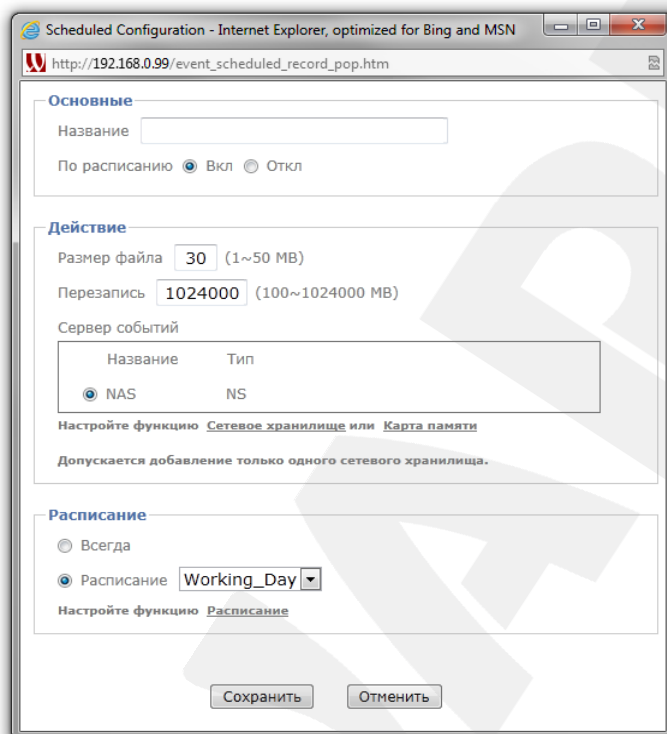 Scheduled Configuration - Internet Explorer, optimized for Bing and MSN
http://192.168.0.99/event_scheduled_record_pop.htm
Основные
Название
По расписанию Вкл Откл
Действие
Размер файла 30 (1~50 MB)
Перезапись 1024000 (100~1024000 MB)
Сервер событий
Название Тип
NAS NS
Настройте функцию Сетевое хранилище или Карта памяти
Допускается добавление только одного сетевого хранилища.
Расписание
Всегда
Расписание Working_Day
Настройте функцию Расписание
Сохранить Отменить